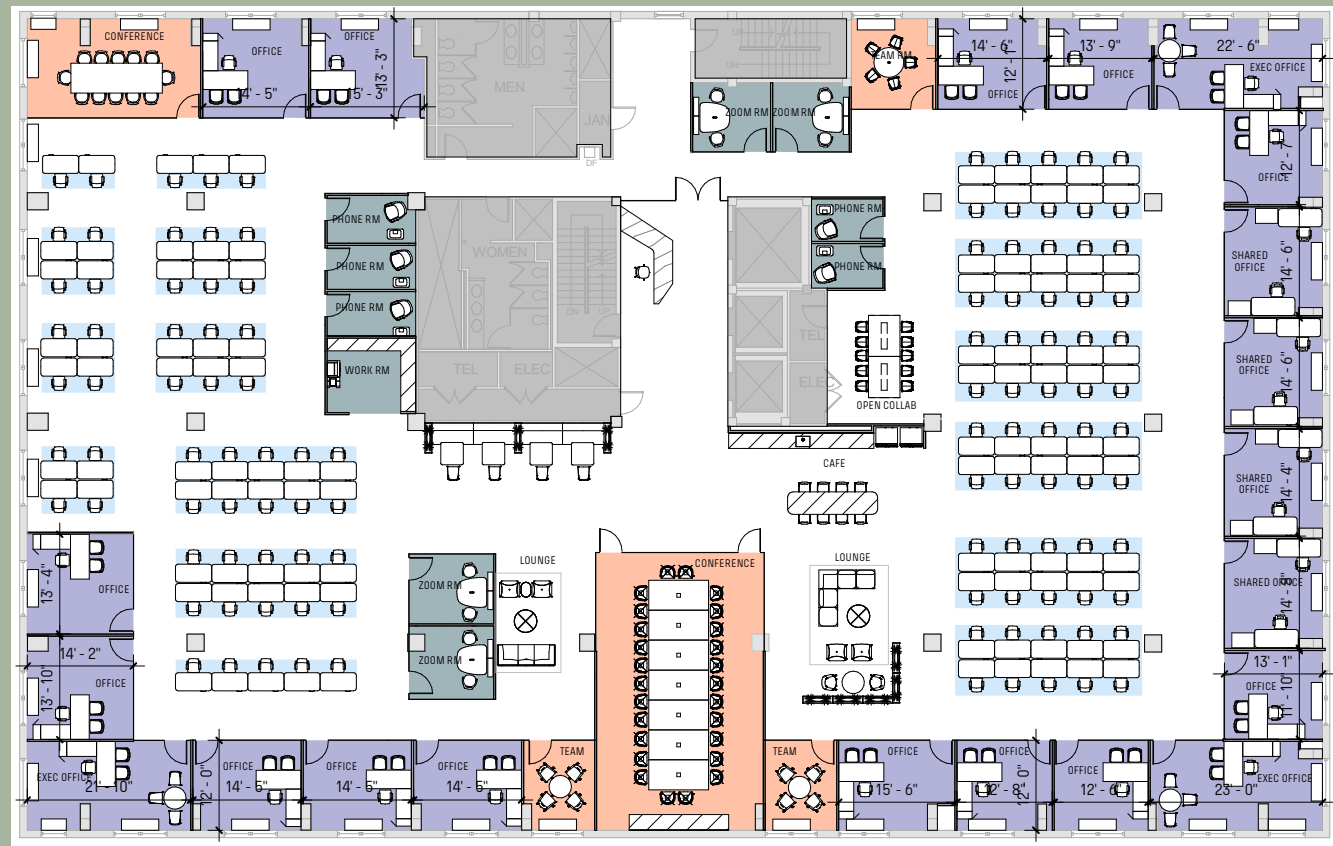 CONFERENCE
OFFICE
OFFICE
14' - 5"
15' - 3"
13' - 3"
MEN
JAN
DF
UP
DN
ZOOM RM
ZOOM RM
TEAM RM
14' - 6"
12' - 11"
OFFICE
13' - 9"
OFFICE
22' - 6"
EXEC OFFICE
12' - 7"
OFFICE
PHONE RM
PHONE RM
PHONE RM
WORK RM
WOMEN
DN
UP
TEL
ELEC
PHONE RM
PHONE RM
TEL
ELEC
OPEN COLLAB
CAFE
SHARED
OFFICE
14' - 6"
SHARED
OFFICE
14' - 6"
SHARED
OFFICE
14' - 4"
SHARED OFFICE
14' - 8"
13' - 4"
OFFICE
14' - 2"
13' - 10"
OFFICE
ZOOM RM
ZOOM RM
LOUNGE
CONFERENCE
LOUNGE
13' - 1"
OFFICE
11' - 10"
EXEC OFFICE
21' - 10"
12' - 0"
OFFICE
14' - 5"
OFFICE
14' - 5"
OFFICE
14' - 5"
TEAM
TEAM
OFFICE
15' - 6"
OFFICE
12' - 8"
12' - 0"
OFFICE
12' - 6"
EXEC OFFICE
23' - 0"